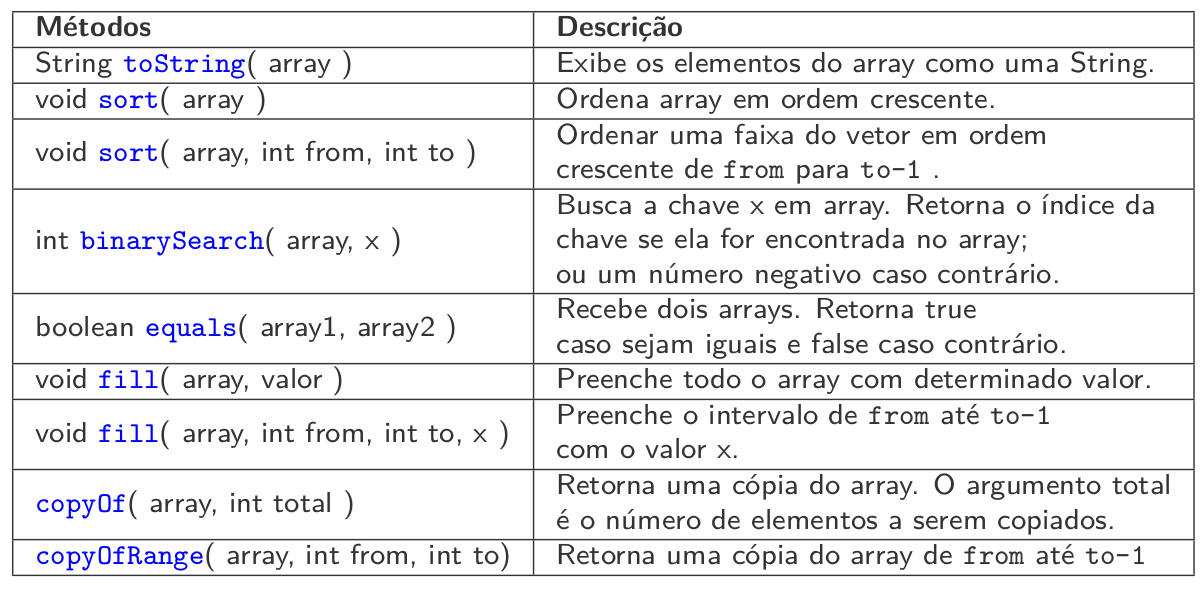 Métodos Descrição
String toString( array ) Exibe os elementos do array como uma String.
void sort( array ) Ordena array em ordem crescente.
void sort( array, int from, int to ) Ordenar uma faixa do vetor em ordem
crescente de from para to-1 .
int binarySearch( array, x ) Busca a chave x em array. Retorna o índice da
chave se ela for encontrada no array;
ou um número negativo caso contrário.
boolean equals( array1, array2 ) Recebe dois arrays. Retorna true
caso sejam iguais e false caso contrário.
void fill( array, valor ) Preenche todo o array com determinado valor.
void fill( array, int from, int to, x ) Preenche o intervalo de from até to-1
com o valor x.
copyOf( array, int total ) Retorna uma cópia do array. O argumento total
é o número de elementos a serem copiados.
copyOfRange( array, int from, int to) Retorna uma cópia do array de from até to-1